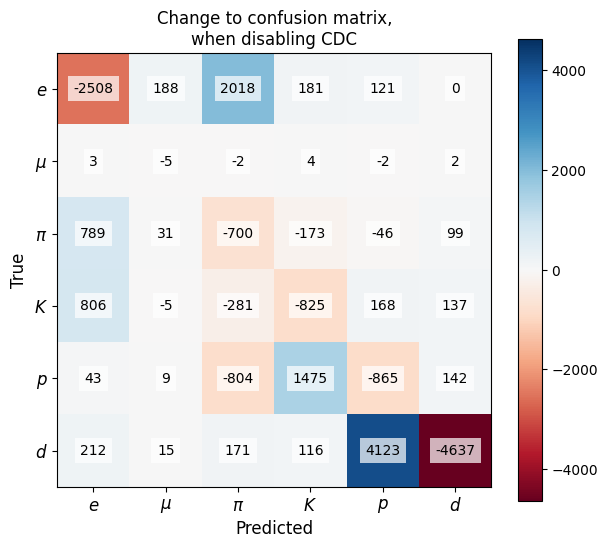 Change to confusion matrix,
when disabling CDC
e -2508 188 2018 181 121 0
μ 3 -5 -2 4 -2 2
π 789 31 -700 -173 -46 99
K 806 -5 -281 -825 168 137
p 43 9 -804 1475 -865 142
d 212 15 171 116 4123 -4637
e μ π K p d
True
Predicted
4000
2000
0
−2000
−4000